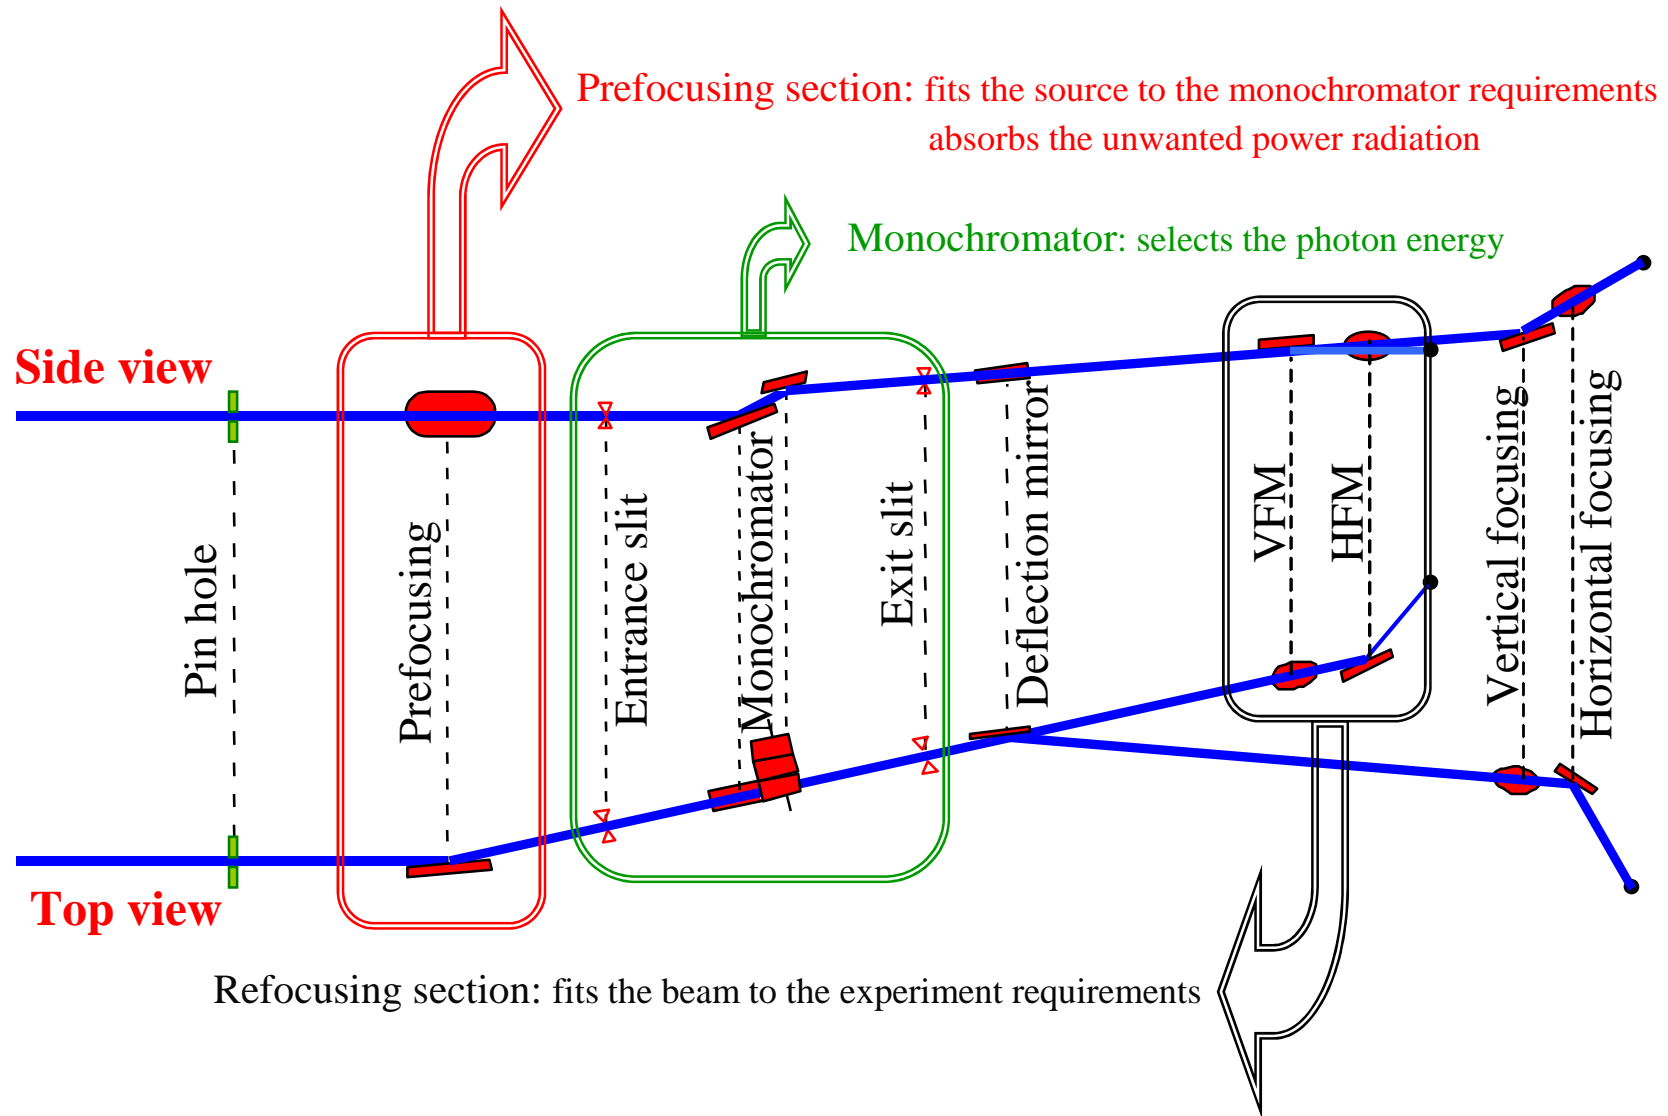 Prefocusing section: fits the source to the monochromator requirements
absorbs the unwanted power radiation
Monochromator: selects the photon energy
Side view
Pin hole
Prefocusing
Entrance slit
Monochromator
Exit slit
Deflection mirror
VFM
HFM
Vertical focusing
Horizontal focusing
Top view
Refocusing section: fits the beam to the experiment requirements